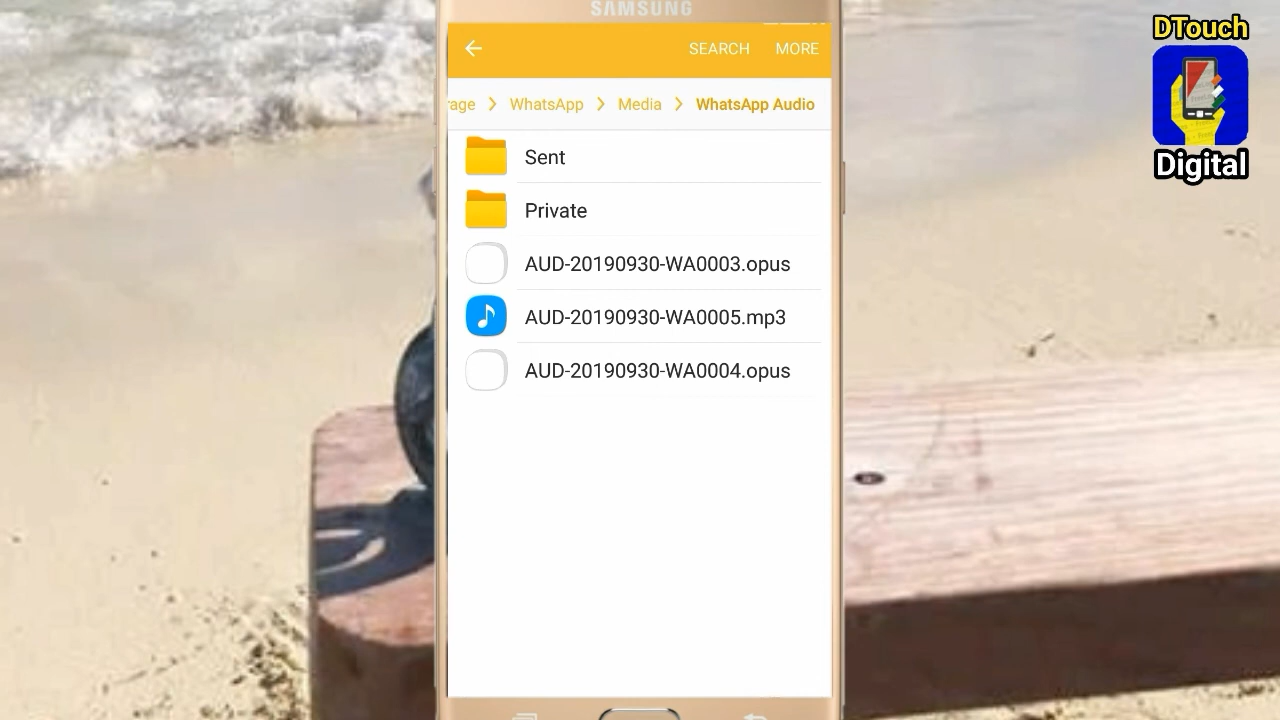 SAMSUNG
SEARCH MORE
rage > WhatsApp > Media > WhatsApp Audio
Sent
Private
AUD-20190930-WA0003.opus
AUD-20190930-WA0005.mp3
AUD-20190930-WA0004.opus
DTouch
Digital